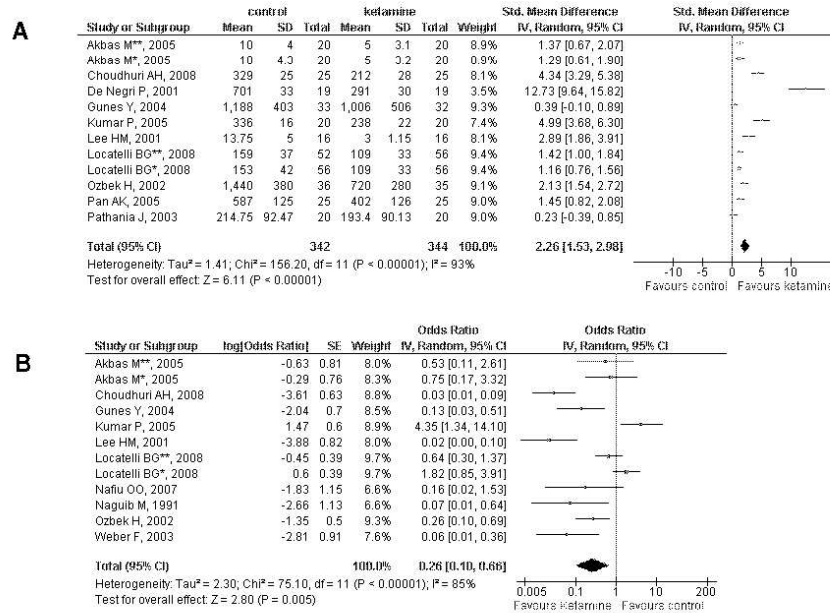 A
control ketamine Std. Mean Difference Std. Mean Difference
Study or Subgroup Mean SD Total Mean SD Total Weight IV, Random, 95% CI IV, Random, 95% CI
Akbas M**, 2005 10 4 20 5 3.1 20 8.9% 1.37 [0.67, 2.07]
Akbas M*, 2005 10 4.3 20 5 3.2 20 8.9% 1.29 [0.61, 1.90]
Choudhuri AH, 2008 329 25 25 212 28 25 8.1% 4.34 [3.29, 5.38]
De Negri P, 2001 701 33 19 291 30 19 3.3% 12.73 [9.64, 15.82]
Gunes Y, 2004 1,188 403 33 1,006 506 32 9.3% 0.39 [-0.10, 0.89]
Kumar P, 2005 336 16 20 238 22 20 7.4% 4.99 [3.68, 6.30]
Lee HM, 2001 13.75 5 16 3 1.15 16 8.1% 2.89 [1.86, 3.91]
Locatelli BG**, 2008 159 37 52 109 33 56 9.4% 1.42 [1.00, 1.84]
Locatelli BG*, 2008 153 42 56 109 33 56 9.4% 1.16 [0.76, 1.56]
Ozbek H, 2002 1,440 380 36 720 280 35 9.1% 2.13 [1.54, 2.72]
Pan AK, 2005 587 125 25 402 126 25 9.0% 1.45 [0.82, 2.08]
Pathania J, 2003 214.75 92.47 20 193.4 90.13 20 9.0% 0.23 [-0.39, 0.85]
Total (95% CI) 342 344 100.0% 2.26 [1.53, 2.98]
Heterogeneity: Tau² = 1.41; Chi² = 156.20, df = 11 (P < 0.00001); I² = 93%
Test for overall effect: Z = 6.11 (P < 0.00001)
-10 -5 0 5 10
Favours control Favours ketamine
B
Odds Ratio Odds Ratio
Study or Subgroup log[Odds Ratio] SE Weight IV, Random, 95% CI IV, Random, 95% CI
Akbas M**, 2005 -0.63 0.81 8.0% 0.53 [0.11, 2.61]
Akbas M*, 2005 -0.29 0.76 8.3% 0.75 [0.17, 3.32]
Choudhuri AH, 2008 -3.61 0.63 8.9% 0.03 [0.01, 0.09]
Gunes Y, 2004 -2.04 0.7 8.6% 0.13 [0.03, 0.51]
Kumar P, 2005 1.47 0.6 9.0% 4.35 [1.34, 14.10]
Lee HM, 2001 -3.88 0.82 8.0% 0.02 [0.00, 0.10]
Locatelli BG**, 2008 -0.45 0.39 9.7% 0.64 [0.30, 1.37]
Locatelli BG*, 2008 0.6 0.39 9.7% 1.82 [0.85, 3.91]
Nafiu OO, 2007 -1.83 1.15 6.6% 0.16 [0.02, 1.53]
Naguib M, 1991 -2.66 1.13 6.6% 0.07 [0.01, 0.64]
Ozbek H, 2002 -1.35 0.5 9.4% 0.26 [0.10, 0.69]
Weber F, 2003 -2.81 0.91 7.6% 0.06 [0.01, 0.36]
Total (95% CI) 100.0% 0.26 [0.10, 0.66]
Heterogeneity: Tau² = 2.30; Chi² = 75.10, df = 11 (P < 0.00001); I² = 85%
Test for overall effect: Z = 2.80 (P = 0.005)
0.005 0.1 1 10 200
Favours Ketamine Favours control